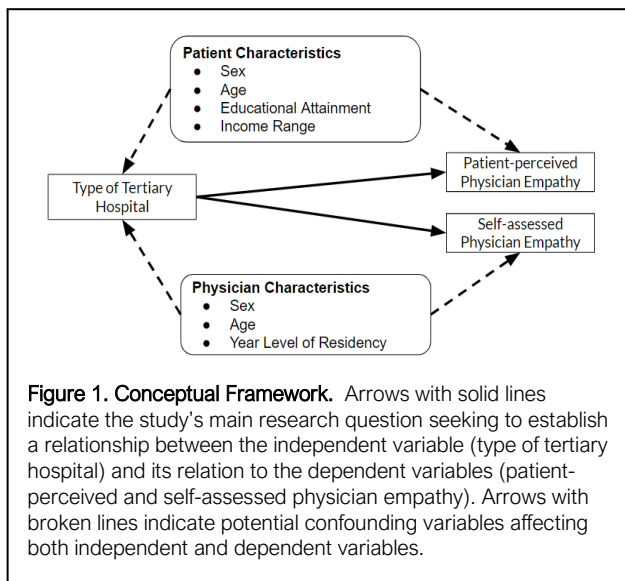 Patient Characteristics
● Sex
● Age
● Educational Attainment
● Income Range
Type of Tertiary
Hospital
Patient-perceived
Physician Empathy
Self-assessed
Physician Empathy
Physician Characteristics
● Sex
● Age
● Year Level of Residency
Figure 1. Conceptual Framework. Arrows with solid lines
indicate the study's main research question seeking to establish
a relationship between the independent variable (type of tertiary
hospital) and its relation to the dependent variables (patient-
perceived and self-assessed physician empathy). Arrows with
broken lines indicate potential confounding variables affecting
both independent and dependent variables.